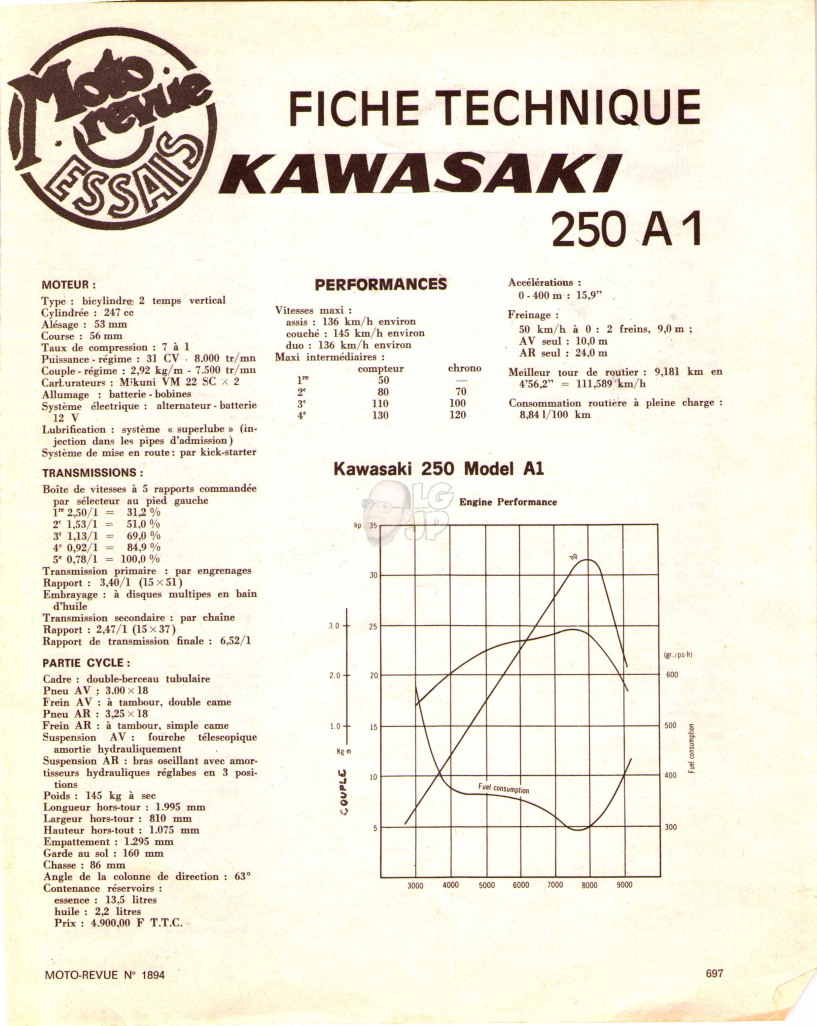 Moto
revue
ESSAIS
FICHE TECHNIQUE
KAWASAKI
250 A 1
MOTEUR :
Type : bicylindre 2 temps vertical
Cylindrée : 247 cc
Alésage : 53 mm
Course : 56 mm
Taux de compression : 7 à 1
Puissance - régime : 31 CV - 8.000 tr/mn
Couple - régime : 2,92 kg/m - 7.500 tr/mn
Carburateurs : Mikuni VM 22 SC × 2
Allumage : batterie - bobines
Système électrique : alternateur - batterie
12 V
Lubrification : système « superlube » (in-
jection dans les pipes d'admission)
Système de mise en route : par kick-starter
TRANSMISSIONS :
Boîte de vitesses à 5 rapports commandée
par sélecteur au pied gauche
1re 2,50/1 = 31,2 %
2e 1,53/1 = 51,0 %
3e 1,13/1 = 69,0 %
4e 0,92/1 = 84,9 %
5e 0,78/1 = 100,0 %
Transmission primaire : par engrenages
Rapport : 3,40/1 (15 × 51)
Embrayage : à disques multipes en bain
d'huile
Transmission secondaire : par chaîne
Rapport : 2,47/1 (15 × 37)
Rapport de transmission finale : 6,52/1
PARTIE CYCLE :
Cadre : double-berceau tubulaire
Pneu AV : 3.00 × 18
Frein AV : à tambour, double came
Pneu AR : 3,25 × 18
Frein AR : à tambour, simple came
Suspension AV : fourche télescopique
amortie hydrauliquement
Suspension AR : bras oscillant avec amor-
tisseurs hydrauliques réglabes en 3 posi-
tions
Poids : 145 kg à sec
Longueur hors-tour : 1.995 mm
Largeur hors-tour : 810 mm
Hauteur hors-tout : 1.075 mm
Empattement : 1.295 mm
Garde au sol : 160 mm
Chasse : 86 mm
Angle de la colonne de direction : 63°
Contenance réservoirs :
essence : 13,5 litres
huile : 2,2 litres
Prix : 4.900,00 F T.T.C.
PERFORMANCES
Vitesses maxi :
assis : 136 km/h environ
couché : 145 km/h environ
duo : 136 km/h environ
Maxi intermédiaires :
compteur chrono
1re 50 —
2e 80 70
3e 110 100
4e 130 120
Accélérations :
0 - 400 m : 15,9"
Freinage :
50 km/h à 0 : 2 freins, 9,0 m ;
AV seul : 10,0 m
AR seul : 24,0 m
Meilleur tour de routier : 9,181 km en
4'56,2" = 111,589 km/h
Consommation routière à pleine charge :
8,84 l/100 km
Kawasaki 250 Model A1
LG
JP
Engine Performance
hp 35
30
3.0 25
2.0 20
1.0 15
Kg-m
10
5
COUPLE
hp
Fuel consumption
(gr./ps·h)
600
500
400
300
Fuel consumption
3000 4000 5000 6000 7000 8000 9000
MOTO-REVUE N° 1894
697